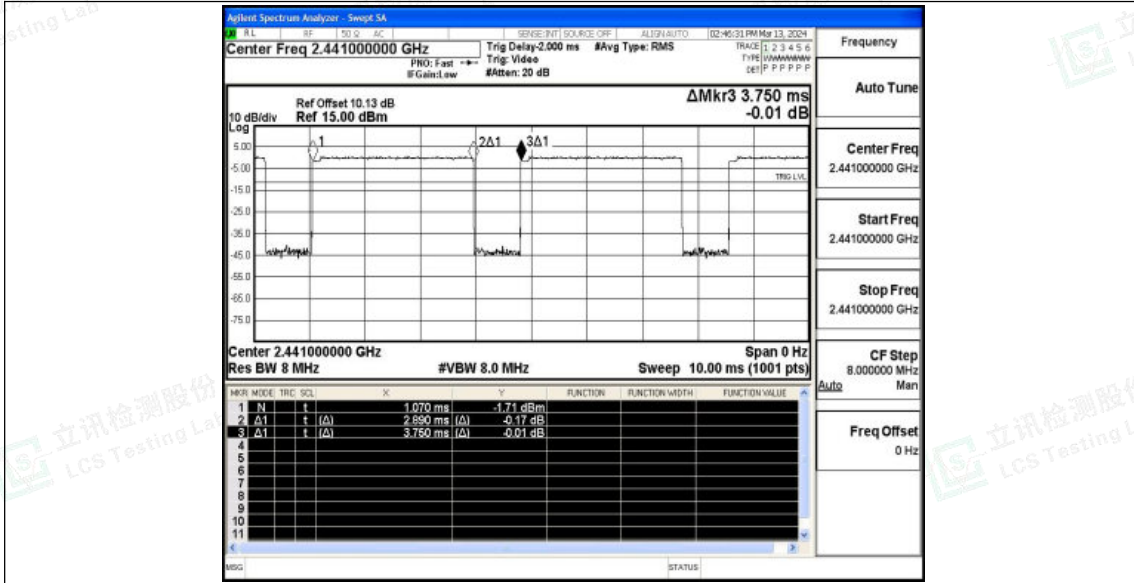 Agilent Spectrum Analyzer - Swept SA
RL RF 50 Ω AC SENSE:INT SOURCE OFF ALIGN AUTO 02:46:31 PM Mar 13, 2024
Center Freq 2.441000000 GHz
PNO: Fast
IFGain:Low
Trig Delay-2.000 ms #Avg Type: RMS
Trig: Video
#Atten: 20 dB
TRACE 1 2 3 4 5 6
TYPE WWWWWW
DET P P P P P P
ΔMkr3 3.750 ms
-0.01 dB
Ref Offset 10.13 dB
10 dB/div Ref 15.00 dBm
Log
5.00
-5.00
-15.0
-25.0
-35.0
-45.0
-55.0
-65.0
-75.0
1
2Δ1
3Δ1
TRIG LVL
Center 2.441000000 GHz Span 0 Hz
Res BW 8 MHz #VBW 8.0 MHz Sweep 10.00 ms (1001 pts)
MKR MODE TRC SCL X Y FUNCTION FUNCTION WIDTH FUNCTION VALUE
1 N t 1.070 ms -1.71 dBm
2 Δ1 t (Δ) 2.890 ms (Δ) -0.17 dB
3 Δ1 t (Δ) 3.750 ms (Δ) -0.01 dB
4
5
6
7
8
9
10
11
MSG STATUS
Frequency
Auto Tune
Center Freq
2.441000000 GHz
Start Freq
2.441000000 GHz
Stop Freq
2.441000000 GHz
CF Step
8.000000 MHz
Auto Man
Freq Offset
0 Hz
立讯检测股份
LCS Testing Lab
立讯检测股份
LCS Testing L